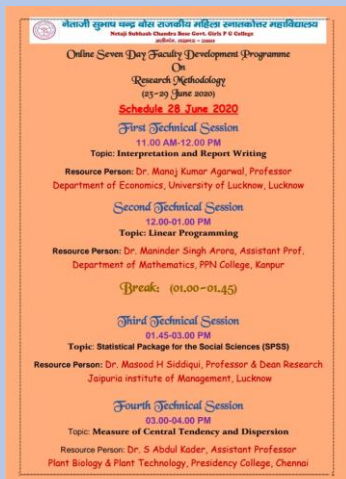 नेताजी सुभाष चन्द्र बोस राजकीय महिला स्नातकोत्तर महाविद्यालय
Netaji Subhash Chandra Bose Govt. Girls P G College
अलीगंज, लखनऊ
Online Seven Day Faculty Development Programme
On
Research Methodology
(23-29 June 2020)
Schedule 28 June 2020
First Technical Session
11.00 AM-12.00 PM
Topic: Interpretation and Report Writing
Resource Person: Dr. Manoj Kumar Agarwal, Professor
Department of Economics, University of Lucknow, Lucknow
Second Technical Session
12.00-01.00 PM
Topic: Linear Programming
Resource Person: Dr. Maninder Singh Arora, Assistant Prof.
Department of Mathematics, PPN College, Kanpur
Break: (01.00-01.45)
Third Technical Session
01.45-03.00 PM
Topic: Statistical Package for the Social Sciences (SPSS)
Resource Person: Dr. Masood H Siddiqui, Professor & Dean Research
Jaipuria institute of Management, Lucknow
Fourth Technical Session
03.00-04.00 PM
Topic: Measure of Central Tendency and Dispersion
Resource Person: Dr. S Abdul Kader, Assistant Professor
Plant Biology & Plant Technology, Presidency College, Chennai